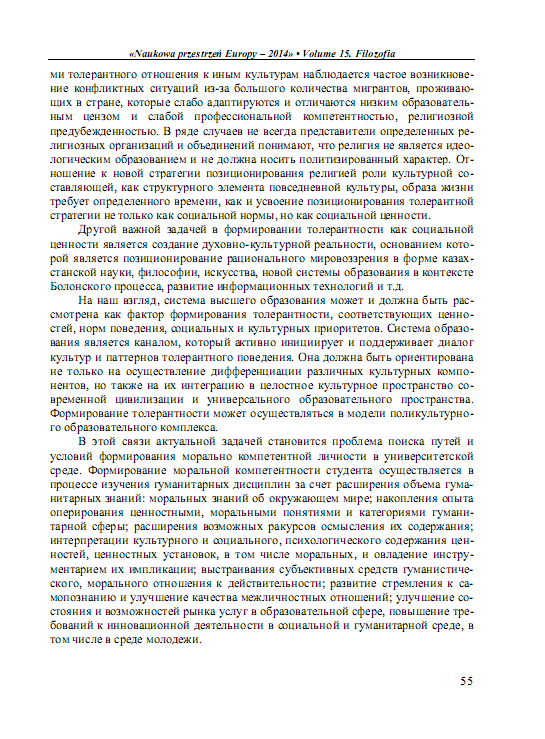 «Naukowa przestrzeń Europy – 2014» • Volume 15. Filozofia
ми толерантного отношения к иным культурам наблюдается частое возникнове-
ние конфликтных ситуаций из-за большого количества мигрантов, проживаю-
щих в стране, которые слабо адаптируются и отличаются низким образователь-
ным цензом и слабой профессиональной компетентностью, религиозной
предубежденностью. В ряде случаев не всегда представители определенных ре-
лигиозных организаций и объединений понимают, что религия не является идео-
логическим образованием и не должна носить политизированный характер. От-
ношение к новой стратегии позиционирования религией роли культурной со-
ставляющей, как структурного элемента повседневной культуры, образа жизни
требует определенного времени, как и усвоение позиционирования толерантной
стратегии не только как социальной нормы, но как социальной ценности.
Другой важной задачей в формировании толерантности как социальной
ценности является создание духовно-культурной реальности, основанием кото-
рой является позиционирование рационального мировоззрения в форме казах-
станской науки, философии, искусства, новой системы образования в контексте
Болонского процесса, развитие информационных технологий и т.д.
На наш взгляд, система высшего образования может и должна быть рас-
смотрена как фактор формирования толерантности, соответствующих ценно-
стей, норм поведения, социальных и культурных приоритетов. Система образо-
вания является каналом, который активно инициирует и поддерживает диалог
культур и паттернов толерантного поведения. Она должна быть ориентирована
не только на осуществление дифференциации различных культурных компо-
нентов, но также на их интеграцию в целостное культурное пространство со-
временной цивилизации и универсального образовательного пространства.
Формирование толерантности может осуществляться в модели поликультурно-
го образовательного комплекса.
В этой связи актуальной задачей становится проблема поиска путей и
условий формирования морально компетентной личности в университетской
среде. Формирование моральной компетентности студента осуществляется в
процессе изучения гуманитарных дисциплин за счет расширения объема гума-
нитарных знаний: моральных знаний об окружающем мире; накопления опыта
оперирования ценностными, моральными понятиями и категориями гумани-
тарной сферы; расширения возможных ракурсов осмысления их содержания;
интерпретации культурного и социального, психологического содержания цен-
ностей, ценностных установок, в том числе моральных, и овладение инстру-
ментарием их импликации; выстраивания субъективных средств гуманистиче-
ского, морального отношения к действительности; развитие стремления к са-
мопознанию и улучшение качества межличностных отношений; улучшение со-
стояния и возможностей рынка услуг в образовательной сфере, повышение тре-
бований к инновационной деятельности в социальной и гуманитарной среде, в
том числе в среде молодежи.
55